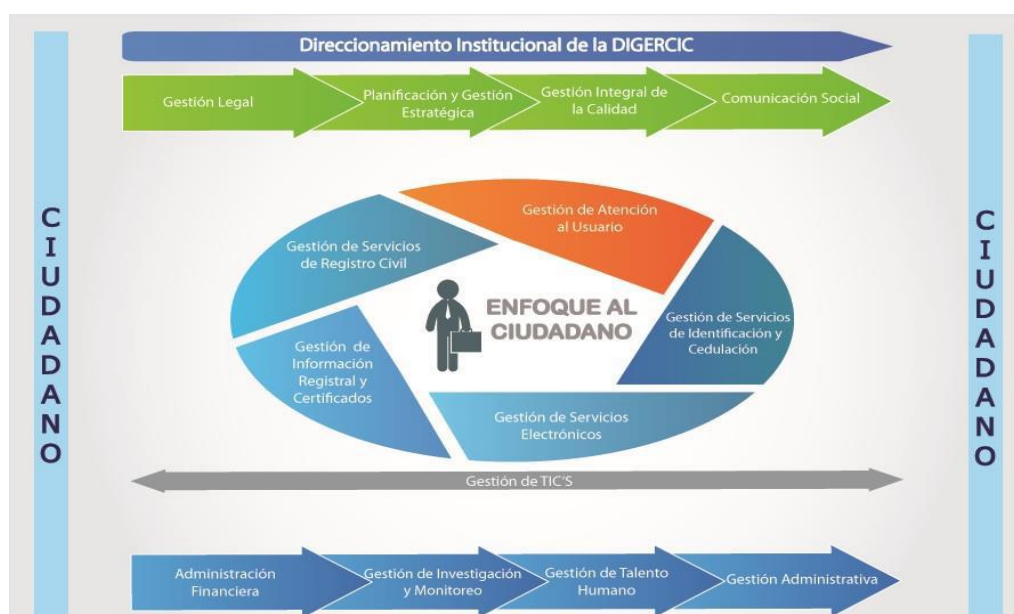 Direccionamiento Institucional de la DIGERCIC
Gestión Legal
Planificación y Gestión
Estratégica
Gestión Integral de
la Calidad
Comunicación Social
CIUDADANO
Gestión de Atención
al Usuario
Gestión de Servicios
de Registro Civil
ENFOQUE AL
CIUDADANO
Gestión de Servicios
de Identificación y
Cedulación
Gestión de
Información
Registral y
Certificados
Gestión de Servicios
Electrónicos
CIUDADANO
Gestión de TIC'S
Administración
Financiera
Gestión de Investigación
y Monitoreo
Gestión de Talento
Humano
Gestión Administrativa